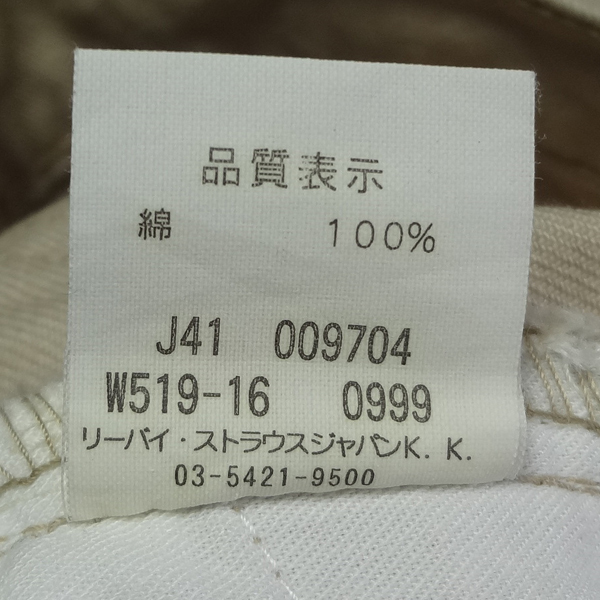 品質表示
綿 100%
J41 009704
W519-16 0999
リーバイ・ストラウスジャパンK. K.
03-5421-9500